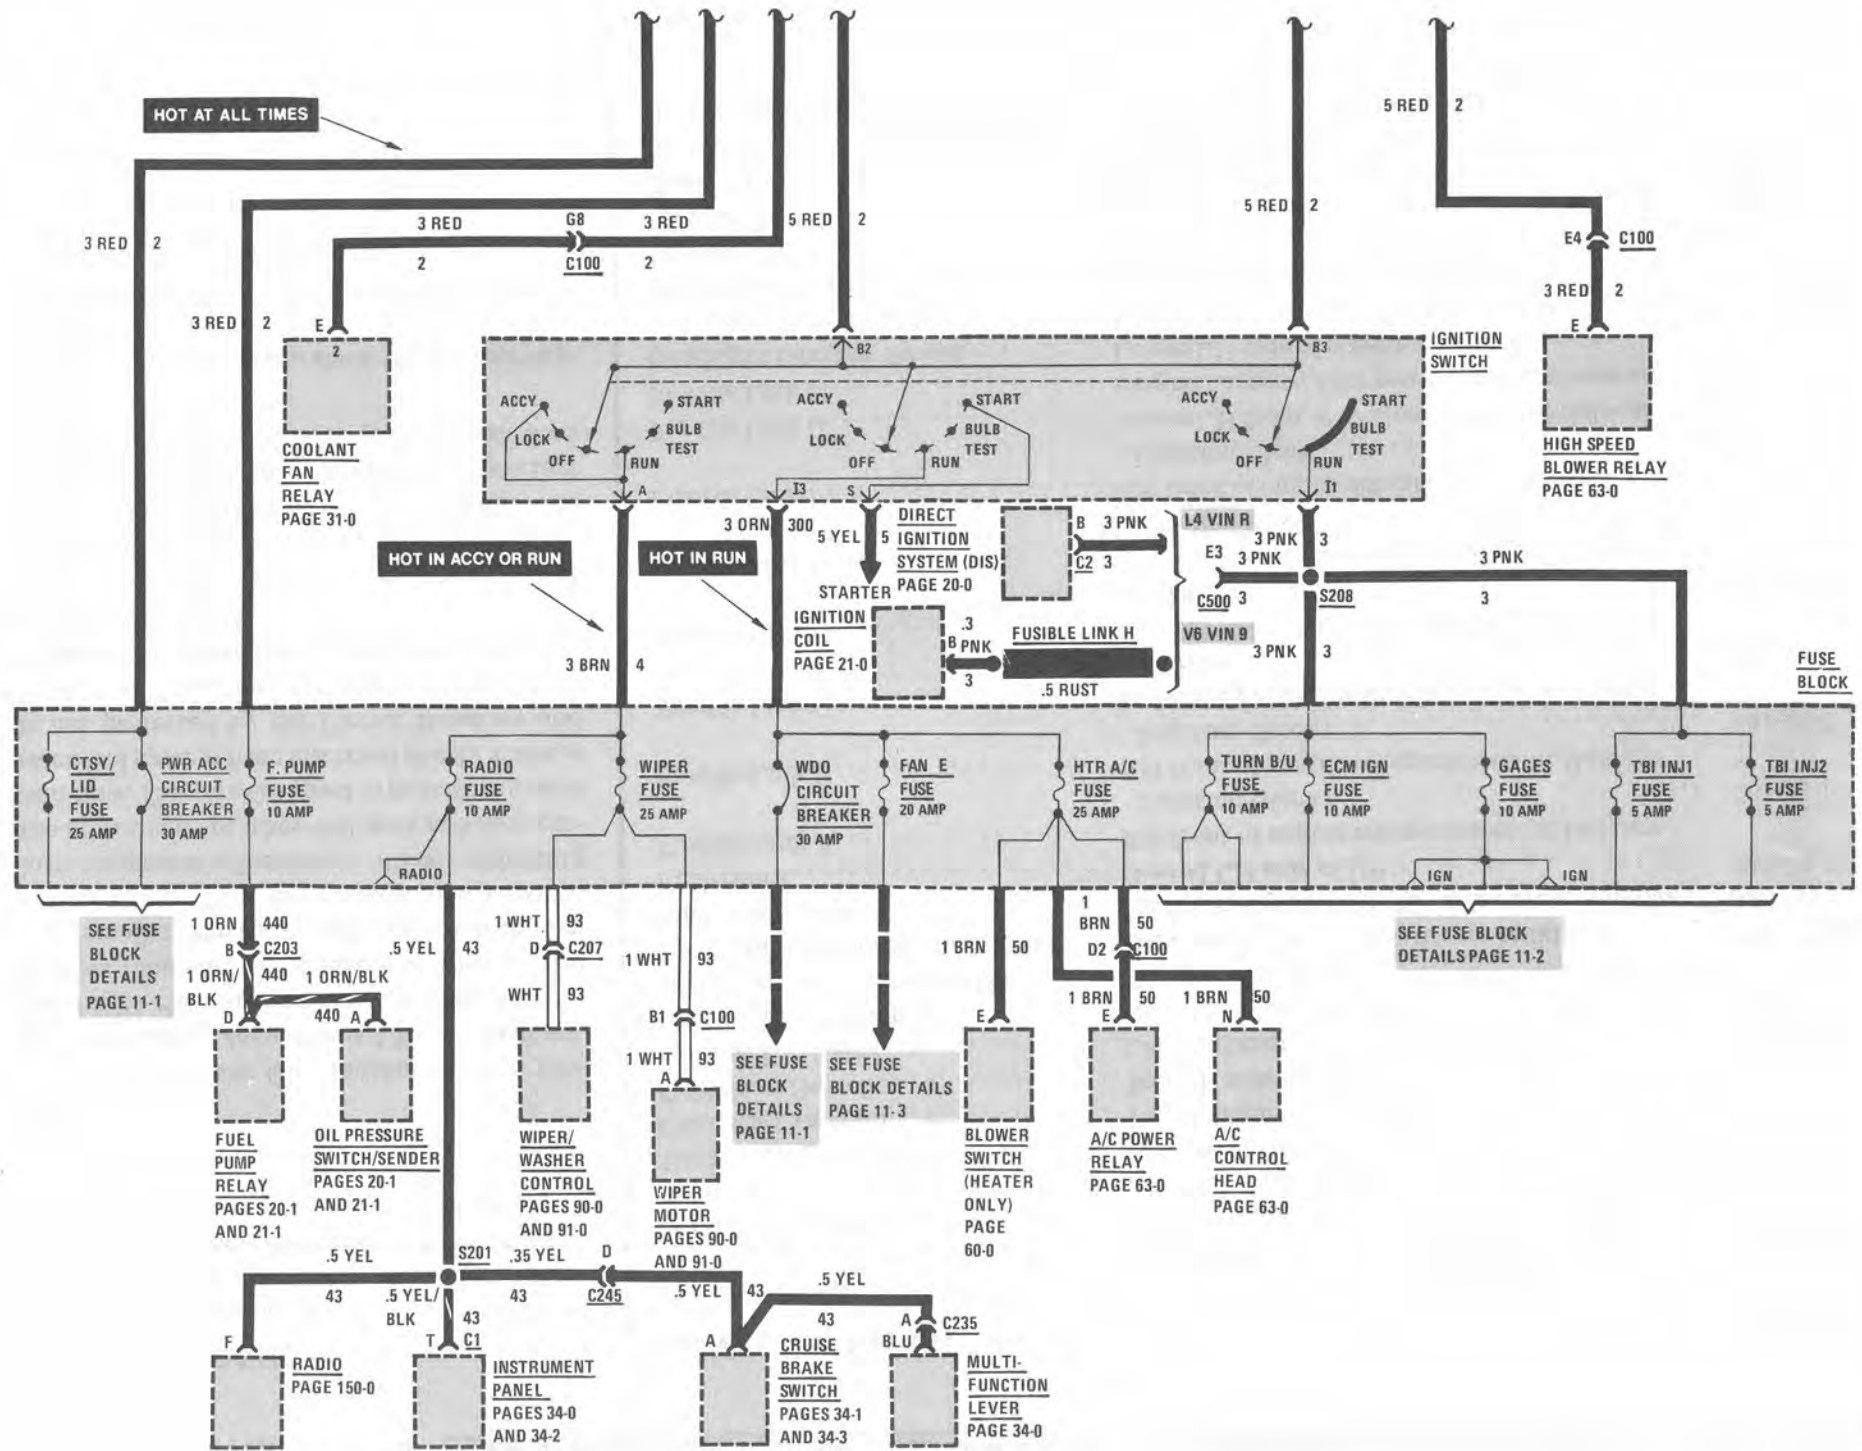 HOT AT ALL TIMES
5 RED 2
3 RED 2
3 RED
G8
3 RED
2
C100
2
5 RED 2
5 RED 2
E4 C100
3 RED 2
3 RED 2
E
2
E
COOLANT
FAN
RELAY
PAGE 31-0
B2
B3
IGNITION
SWITCH
ACCY
LOCK
OFF
RUN
BULB
TEST
START
ACCY
LOCK
OFF
RUN
BULB
TEST
START
ACCY
LOCK
OFF
RUN
BULB
TEST
START
A
I3
S
I1
HIGH SPEED
BLOWER RELAY
PAGE 63-0
HOT IN ACCY OR RUN
HOT IN RUN
3 ORN 300
5 YEL 5
STARTER
DIRECT
IGNITION
SYSTEM (DIS)
PAGE 20-0
B 3 PNK
C2 3
L4 VIN R
E3
3 PNK
C500 3
3 PNK 3
S208
3 PNK
3
IGNITION
COIL
PAGE 21-0
.3
B PNK
3
FUSIBLE LINK H
.5 RUST
V6 VIN 9
3 PNK 3
3 BRN 4
FUSE
BLOCK
CTSY/
LID
FUSE
25 AMP
PWR ACC
CIRCUIT
BREAKER
30 AMP
F. PUMP
FUSE
10 AMP
RADIO
FUSE
10 AMP
RADIO
WIPER
FUSE
25 AMP
WDO
CIRCUIT
BREAKER
30 AMP
FAN E
FUSE
20 AMP
HTR A/C
FUSE
25 AMP
TURN B/U
FUSE
10 AMP
ECM IGN
FUSE
10 AMP
GAGES
FUSE
10 AMP
IGN
IGN
TBI INJ1
FUSE
5 AMP
TBI INJ2
FUSE
5 AMP
SEE FUSE
BLOCK
DETAILS
PAGE 11-1
1 ORN 440
B C203
1 ORN/
BLK
440
1 ORN/BLK
440
D
A
.5 YEL 43
1 WHT 93
D C207
WHT 93
1 WHT 93
B1 C100
1 WHT 93
A
SEE FUSE
BLOCK
DETAILS
PAGE 11-1
SEE FUSE
BLOCK DETAILS
PAGE 11-3
1 BRN 50
E
1
BRN 50
D2 C100
1 BRN 50
E
1 BRN 50
N
SEE FUSE BLOCK
DETAILS PAGE 11-2
FUEL
PUMP
RELAY
PAGES 20-1
AND 21-1
OIL PRESSURE
SWITCH/SENDER
PAGES 20-1
AND 21-1
WIPER/
WASHER
CONTROL
PAGES 90-0
AND 91-0
WIPER
MOTOR
PAGES 90-0
AND 91-0
BLOWER
SWITCH
(HEATER
ONLY)
PAGE
60-0
A/C POWER
RELAY
PAGE 63-0
A/C
CONTROL
HEAD
PAGE 63-0
.5 YEL
43
S201
.35 YEL
43
D
C245
.5 YEL
43
.5 YEL/
BLK
43
.5 YEL
43
F
T C1
A
A C235
BLU
RADIO
PAGE 150-0
INSTRUMENT
PANEL
PAGES 34-0
AND 34-2
CRUISE
BRAKE
SWITCH
PAGES 34-1
AND 34-3
MULTI-
FUNCTION
LEVER
PAGE 34-0